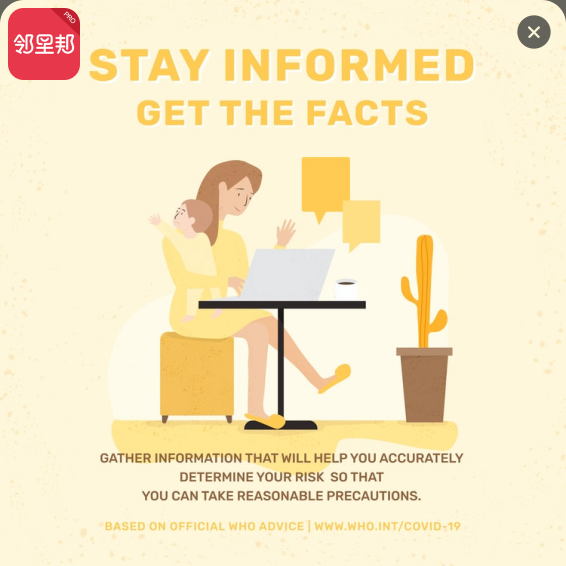 邻里邦
PRO
STAY INFORMED
GET THE FACTS
GATHER INFORMATION THAT WILL HELP YOU ACCURATELY
DETERMINE YOUR RISK SO THAT
YOU CAN TAKE REASONABLE PRECAUTIONS.
BASED ON OFFICIAL WHO ADVICE | WWW.WHO.INT/COVID-19